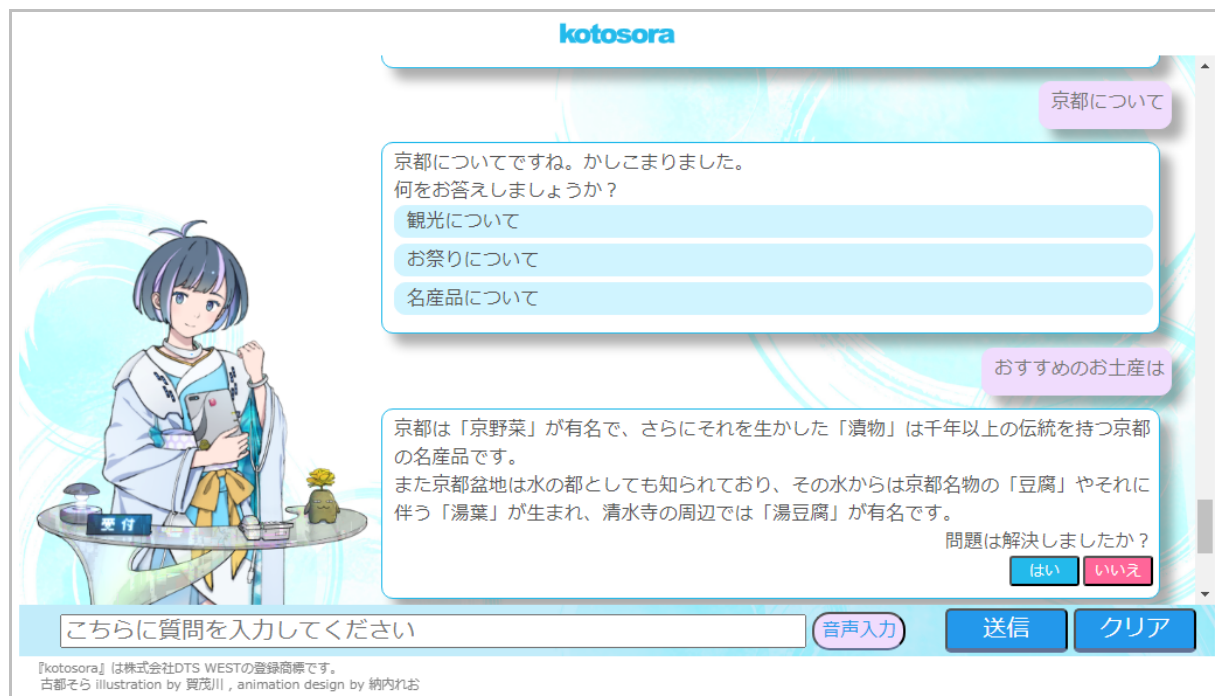 kotosora
京都について
京都についてですね。かしこまりました。
何をお答えしましょうか？
観光について
お祭りについて
名産品について
おすすめのお土産は
京都は「京野菜」が有名で、さらにそれを生かした「漬物」は千年以上の伝統を持つ京都
の名産品です。
また京都盆地は水の都としても知られており、その水からは京都名物の「豆腐」やそれに
伴う「湯葉」が生まれ、清水寺の周辺では「湯豆腐」が有名です。
問題は解決しましたか？
はい いいえ
受付
こちらに質問を入力してください 音声入力 送信 クリア
『kotosora』は株式会社DTS WESTの登録商標です。
古都そら illustration by 賀茂川 , animation design by 納内れお